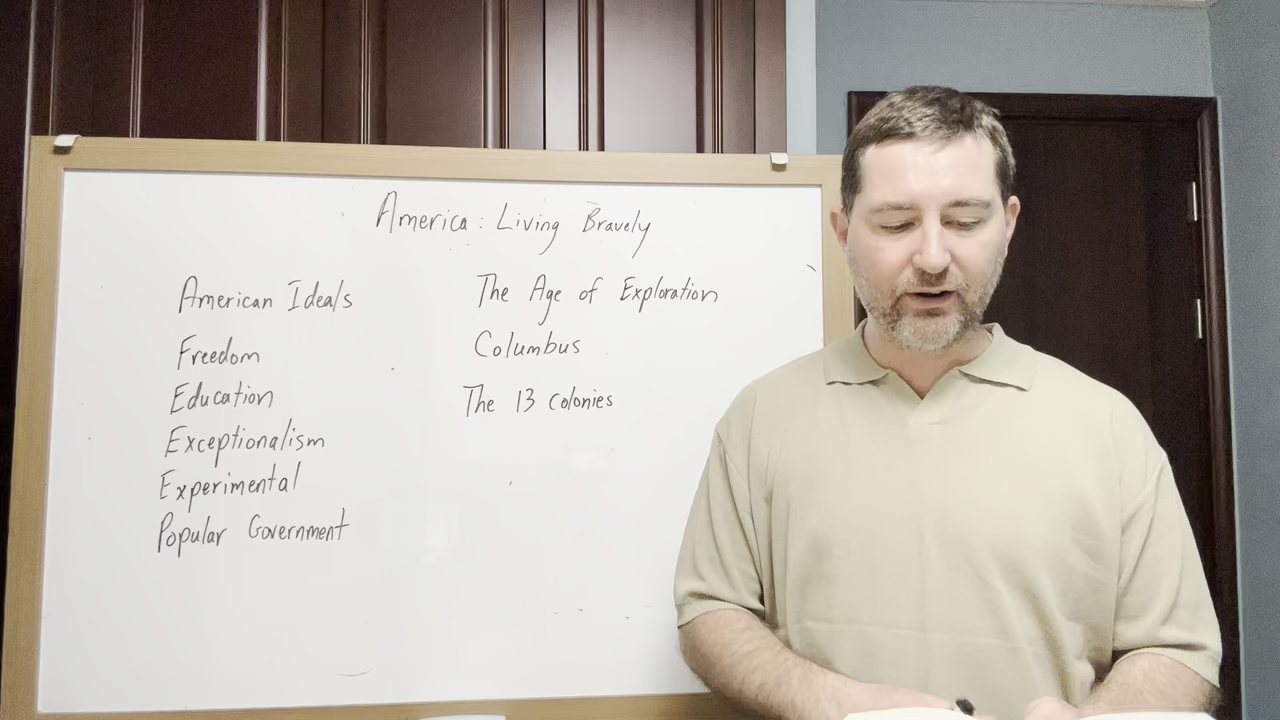 America: Living Bravely
American Ideals
Freedom
Education
Exceptionalism
Experimental
Popular Government
The Age of Exploration
Columbus
The 13 colonies